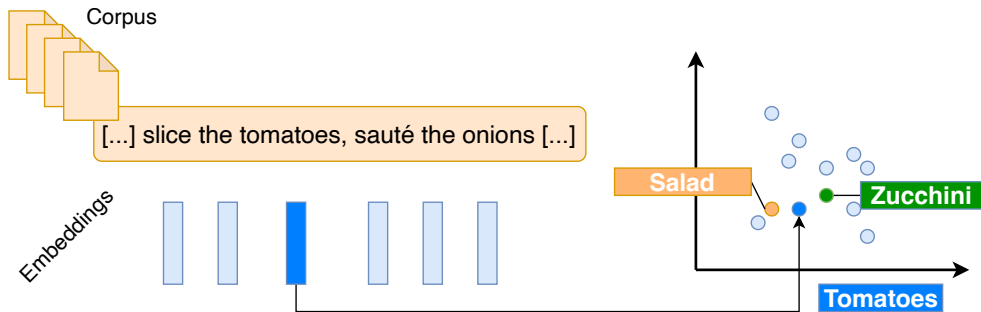 Corpus
[...] slice the tomatoes, sauté the onions [...]
Embeddings
Salad
Zucchini
Tomatoes